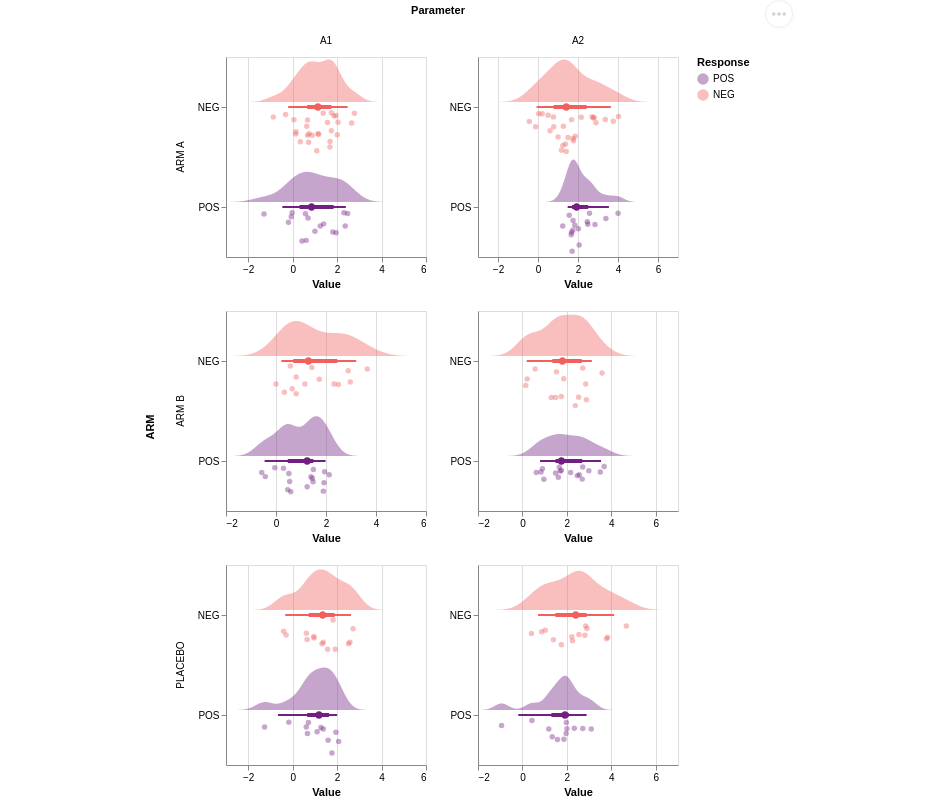 Parameter
A1 A2
Response
POS
NEG
ARM
ARM A
NEG NEG
POS POS
−2 0 2 4 6 −2 0 2 4 6
Value Value
ARM B
NEG NEG
POS POS
−2 0 2 4 6 −2 0 2 4 6
Value Value
PLACEBO
NEG NEG
POS POS
−2 0 2 4 6 −2 0 2 4 6
Value Value